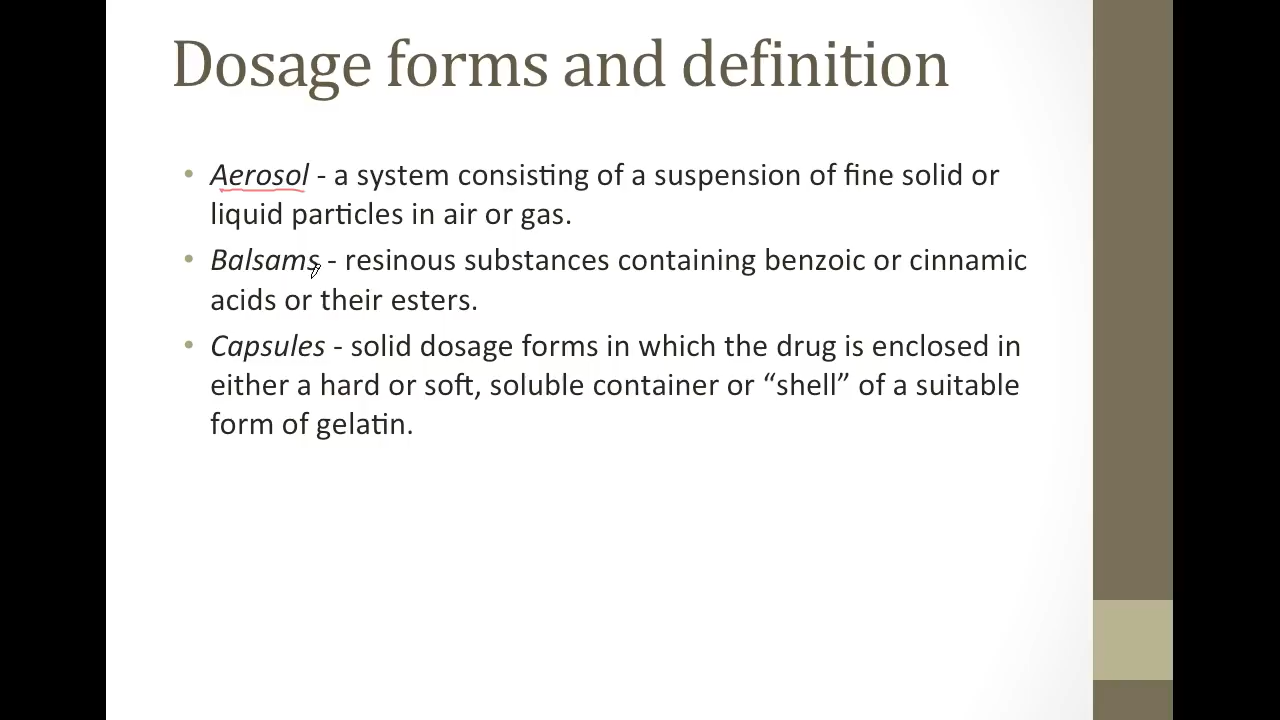 Dosage forms and definition
• Aerosol - a system consisting of a suspension of fine solid or
liquid particles in air or gas.
• Balsams - resinous substances containing benzoic or cinnamic
acids or their esters.
• Capsules - solid dosage forms in which the drug is enclosed in
either a hard or soft, soluble container or “shell” of a suitable
form of gelatin.